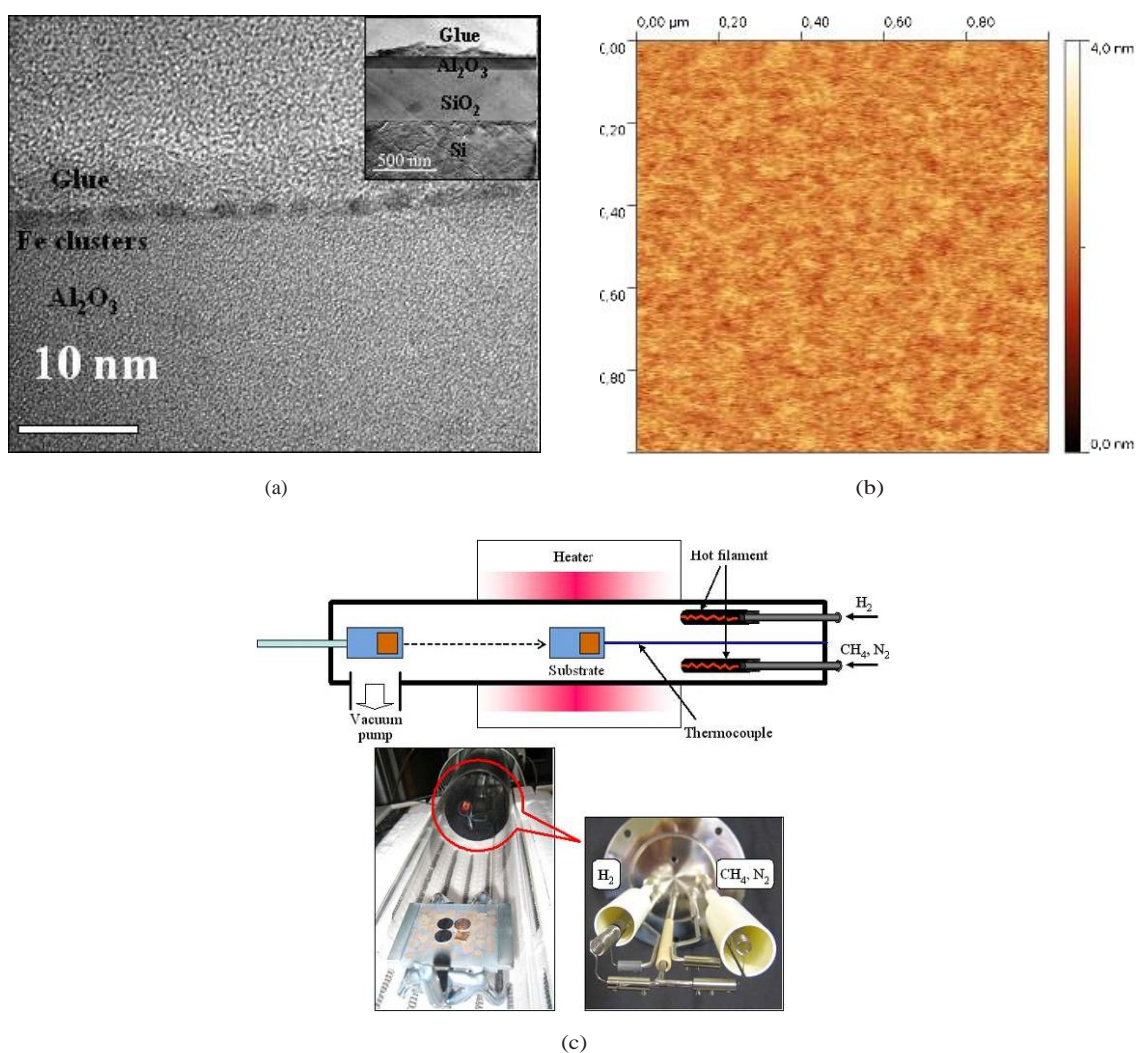 Glue
Al₂O₃
SiO₂
Si
500 nm
Glue
Fe clusters
Al₂O₃
10 nm
(a)
0,00 µm 0,20 0,40 0,60 0,80
0,00
0,20
0,40
0,60
0,80
4,0 nm
0,0 nm
(b)
Heater
Hot filament
H₂
CH₄, N₂
Substrate
Vacuum
pump
Thermocouple
H₂
CH₄, N₂
(c)